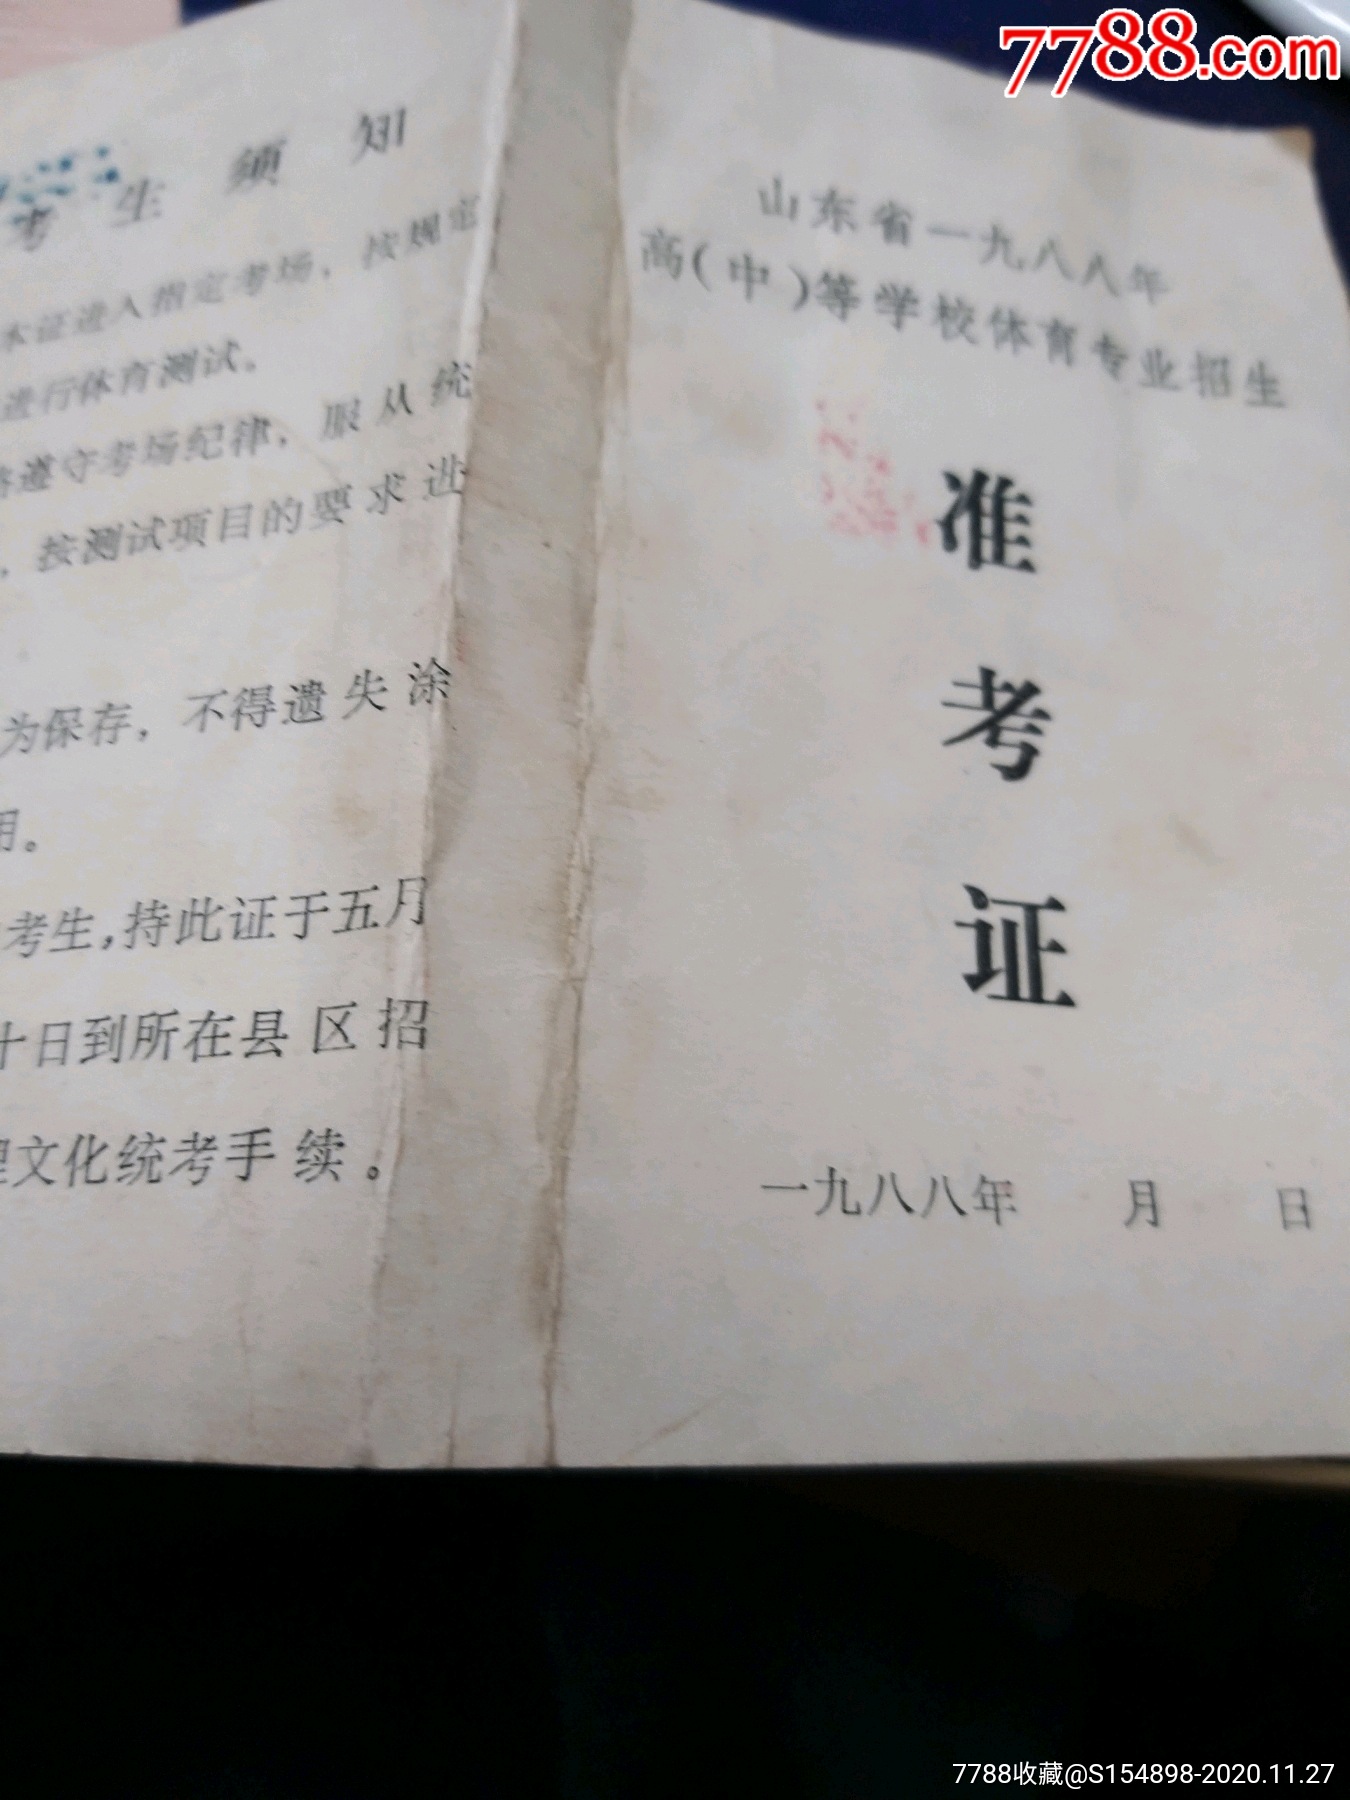 7788.com
考生须知
本证进入指定考场，按规定
进行体育测试。
遵守考场纪律，服从统
，按测试项目的要求进
为保存，不得遗失涂
用。
考生，持此证于五月
十日到所在县区招
理文化统考手续。
山东省一九八八年
高(中)等学校体育专业招生
准
考
证
一九八八年 月 日
7788收藏@S154898-2020.11.27